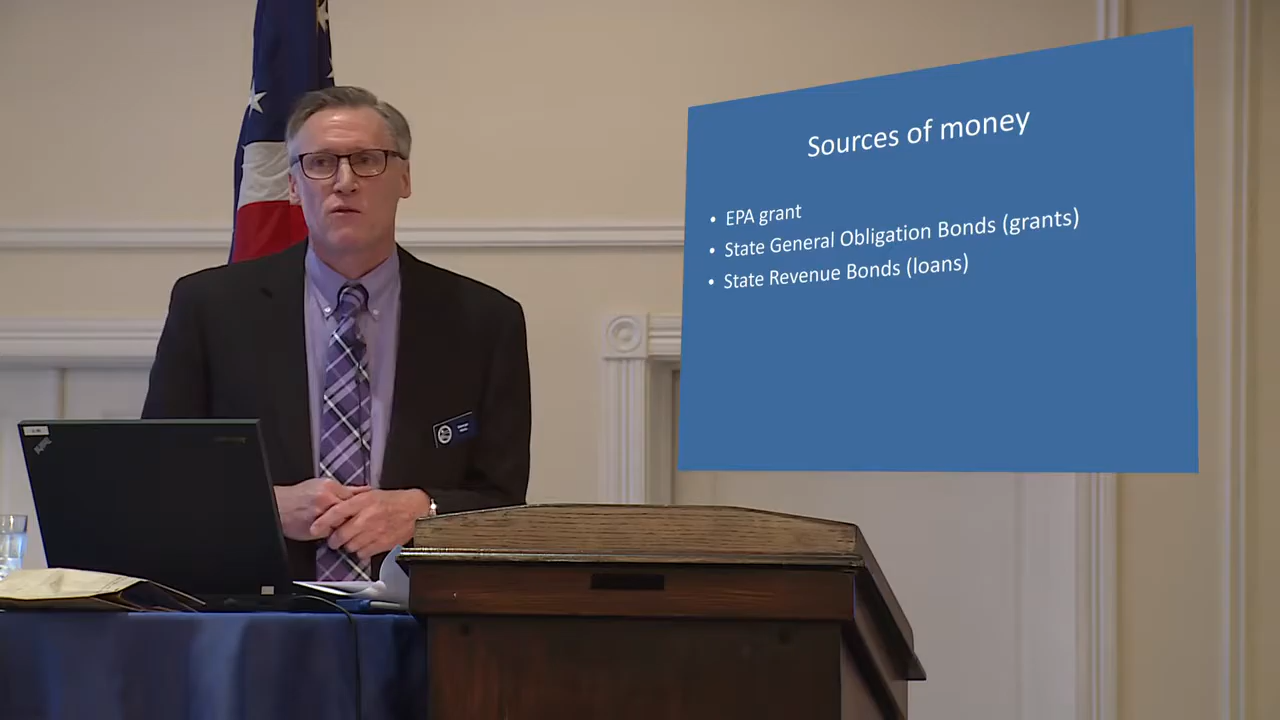 Sources of money
• EPA grant
• State General Obligation Bonds (grants)
• State Revenue Bonds (loans)